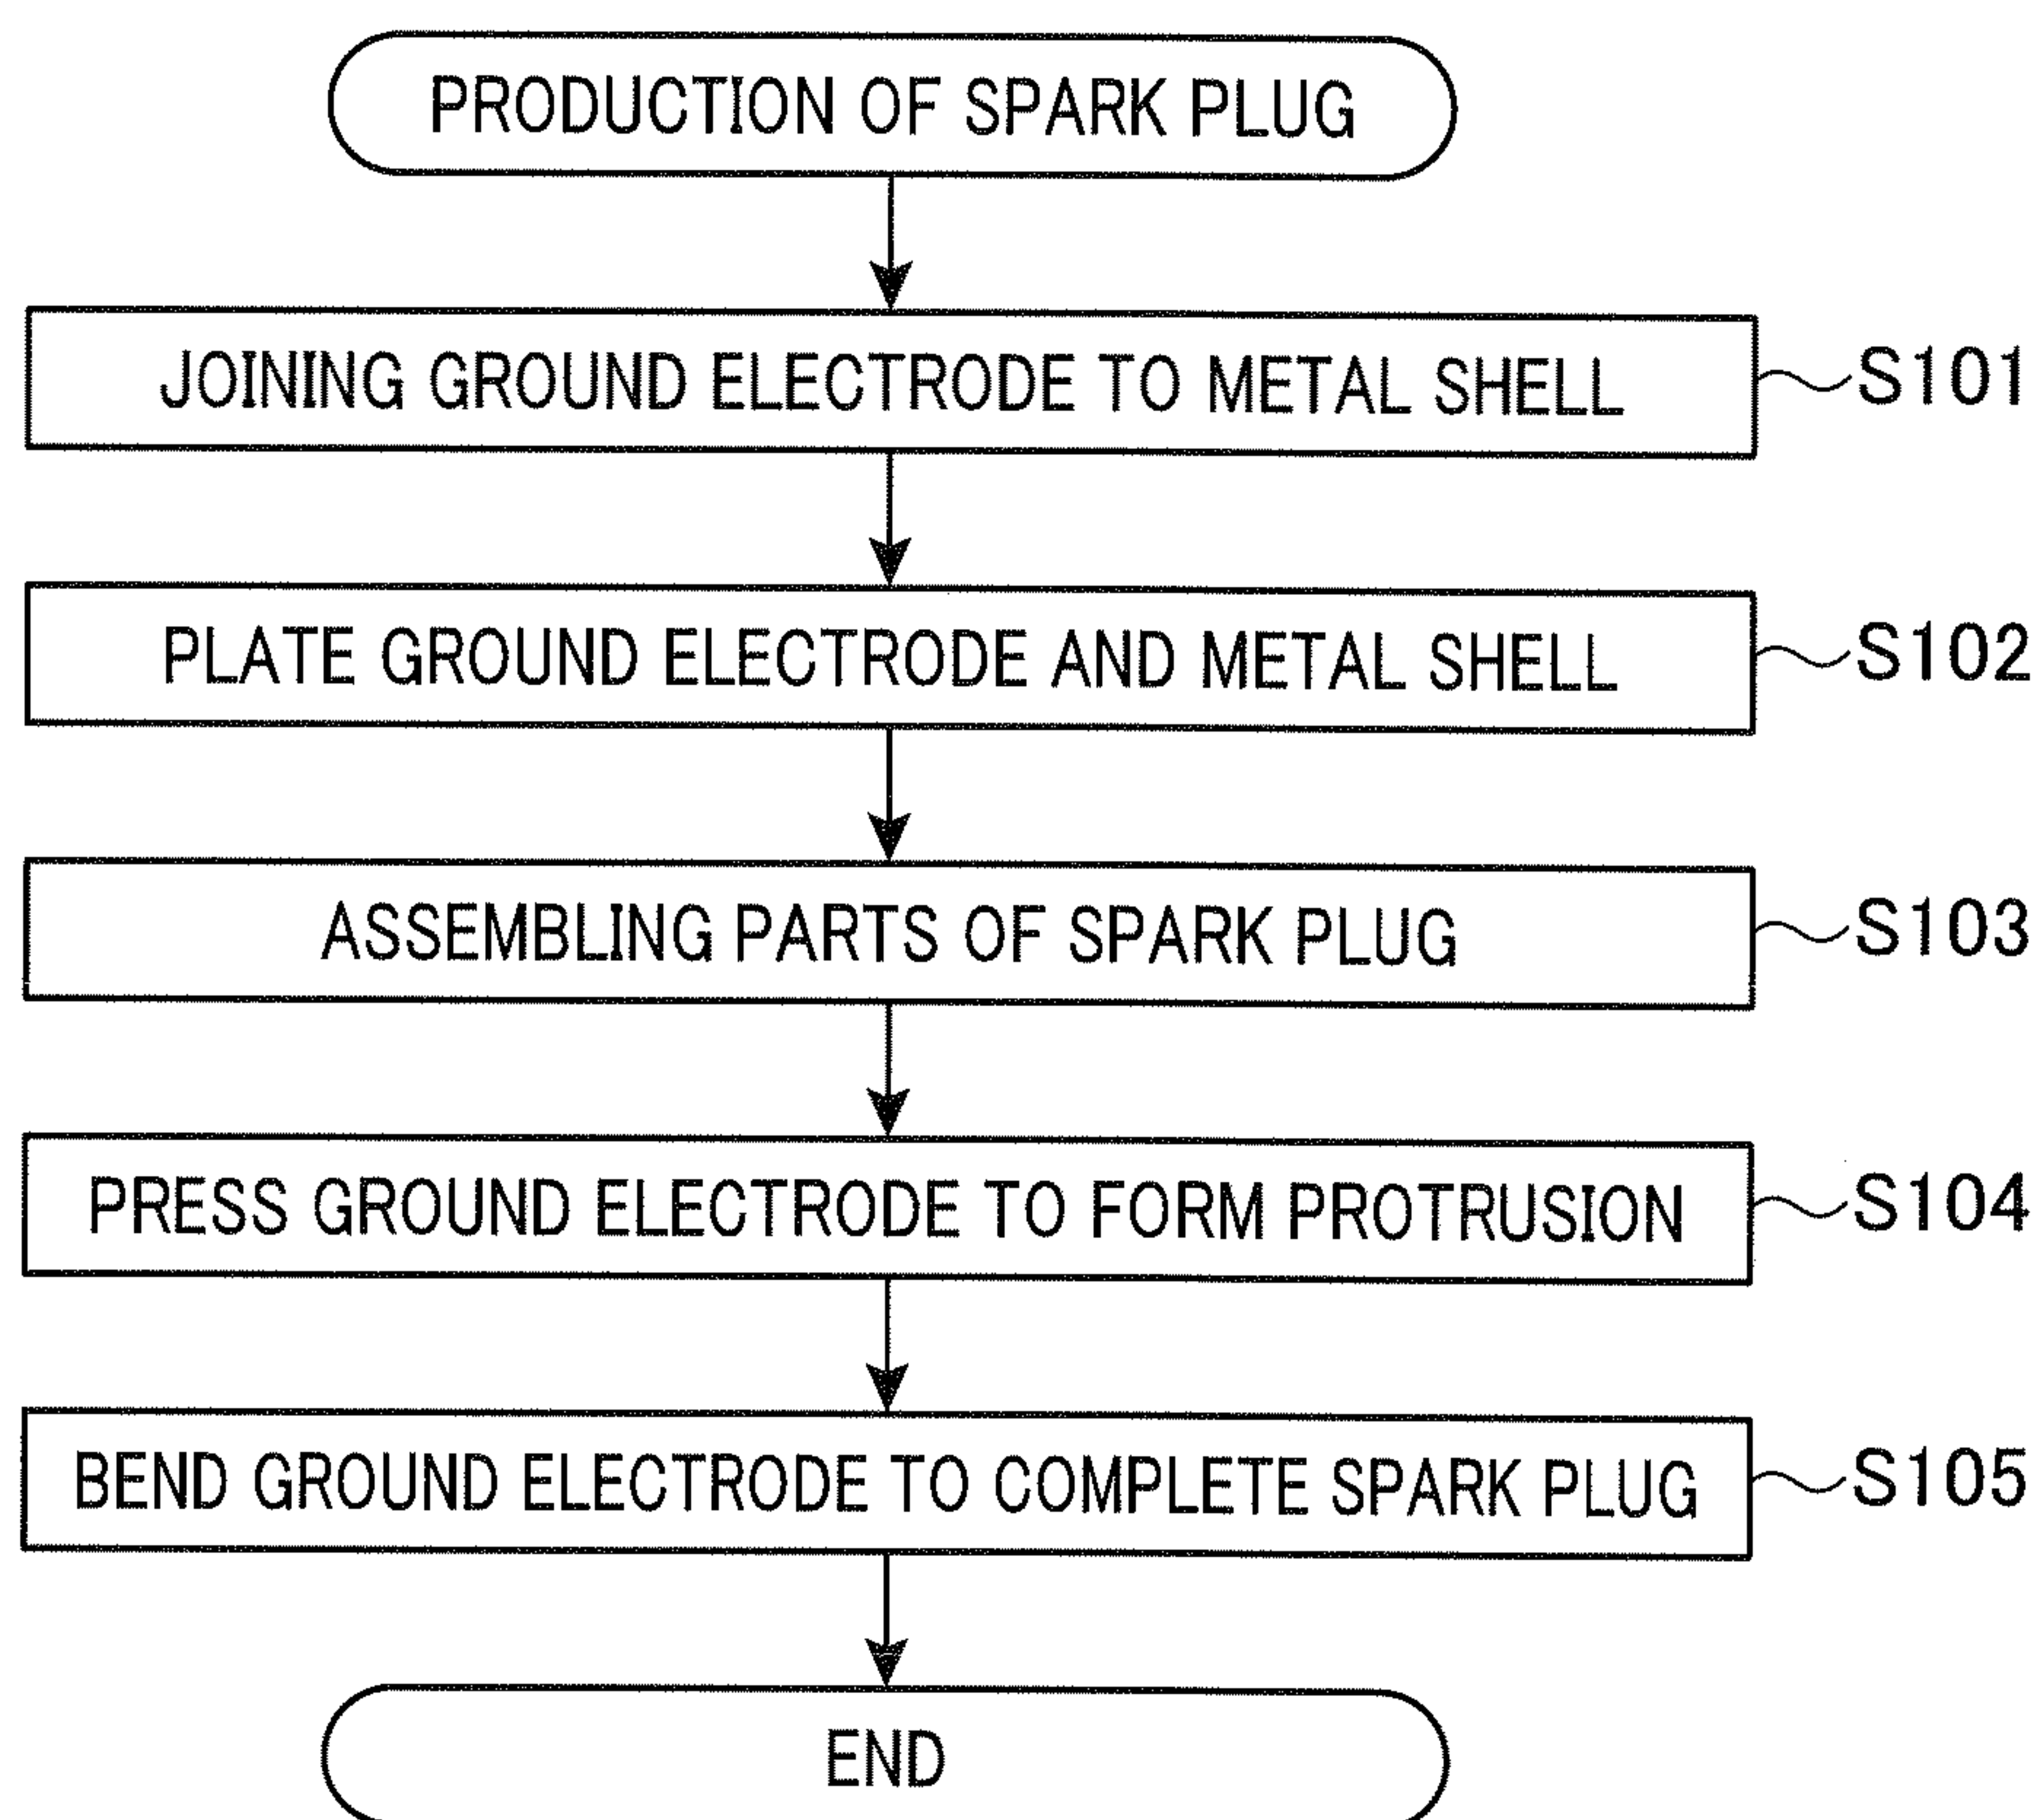 PRODUCTION OF SPARK PLUG
JOINING GROUND ELECTRODE TO METAL SHELL S101
PLATE GROUND ELECTRODE AND METAL SHELL S102
ASSEMBLING PARTS OF SPARK PLUG S103
PRESS GROUND ELECTRODE TO FORM PROTRUSION S104
BEND GROUND ELECTRODE TO COMPLETE SPARK PLUG S105
END